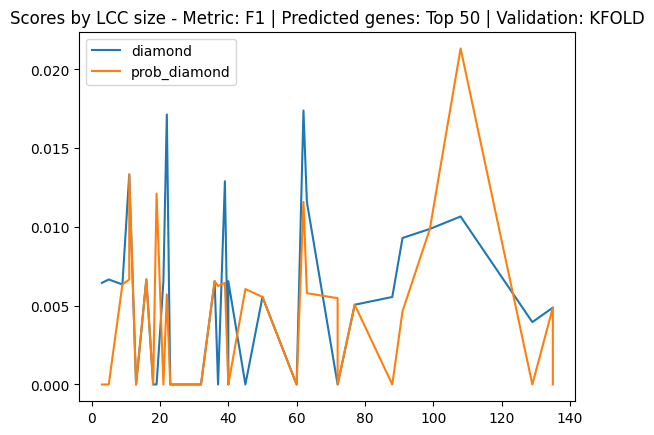 Scores by LCC size - Metric: F1 | Predicted genes: Top 50 | Validation: KFOLD
diamond
prob_diamond
0.020
0.015
0.010
0.005
0.000
0 20 40 60 80 100 120 140